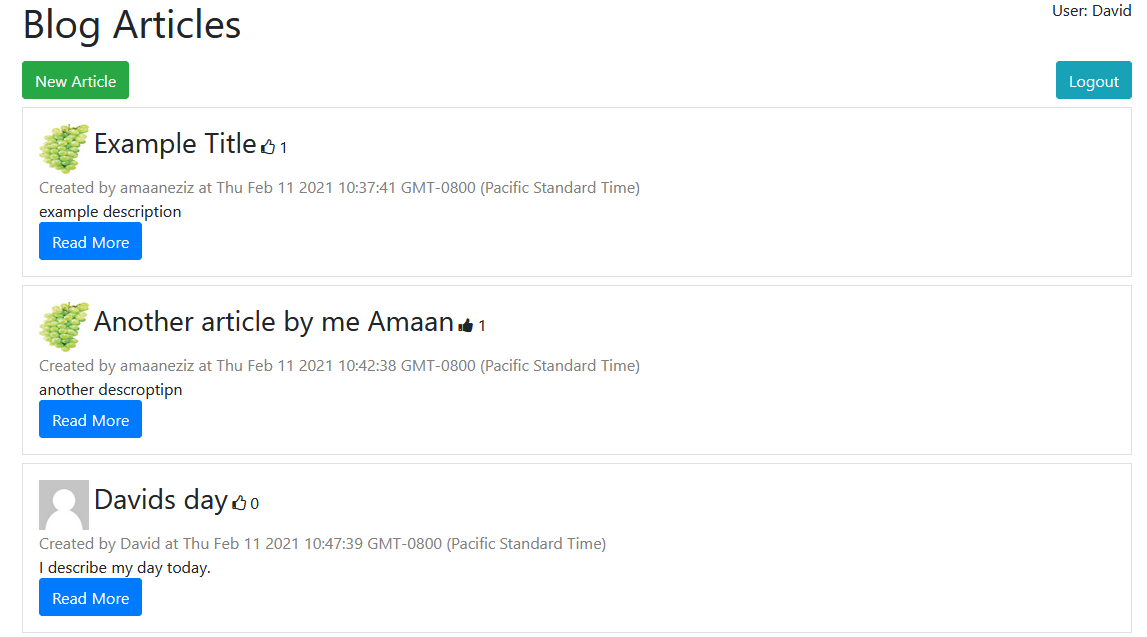 Blog Articles
User: David
New Article
Logout
Example Title 1
Created by amaaneziz at Thu Feb 11 2021 10:37:41 GMT-0800 (Pacific Standard Time)
example description
Read More
Another article by me Amaan 1
Created by amaaneziz at Thu Feb 11 2021 10:42:38 GMT-0800 (Pacific Standard Time)
another descroptipn
Read More
Davids day 0
Created by David at Thu Feb 11 2021 10:47:39 GMT-0800 (Pacific Standard Time)
I describe my day today.
Read More